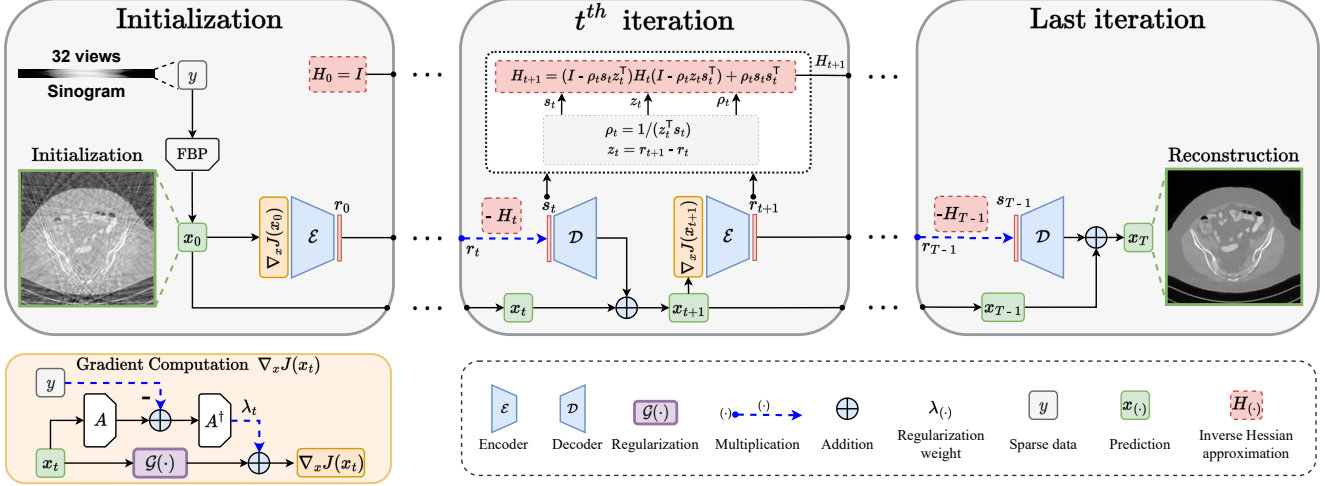 Initialization
32 views
Sinogram
y
H_0 = I
FBP
Initialization
x_0
∇_x J(x_0)
ℰ
r_0
t^{th} iteration
H_{t+1} = (I - ρ_t s_t z_t^⊤) H_t (I - ρ_t z_t s_t^⊤) + ρ_t s_t s_t^⊤
H_{t+1}
s_t
z_t
ρ_t
ρ_t = 1/(z_t^⊤ s_t)
z_t = r_{t+1} - r_t
- H_t
s_t
r_t
𝒟
∇_x J(x_{t+1})
ℰ
r_{t+1}
x_t
x_{t+1}
Last iteration
-H_{T-1}
s_{T-1}
r_{T-1}
𝒟
x_T
x_{T-1}
Reconstruction
Gradient Computation ∇_x J(x_t)
y
-
A
A^†
λ_t
x_t
𝒢(·)
∇_x J(x_t)
ℰ
Encoder
𝒟
Decoder
𝒢(·)
Regularization
(·) (·)
Multiplication
Addition
λ_{(·)}
Regularization
weight
y
Sparse data
x_{(·)}
Prediction
H_{(·)}
Inverse Hessian
approximation